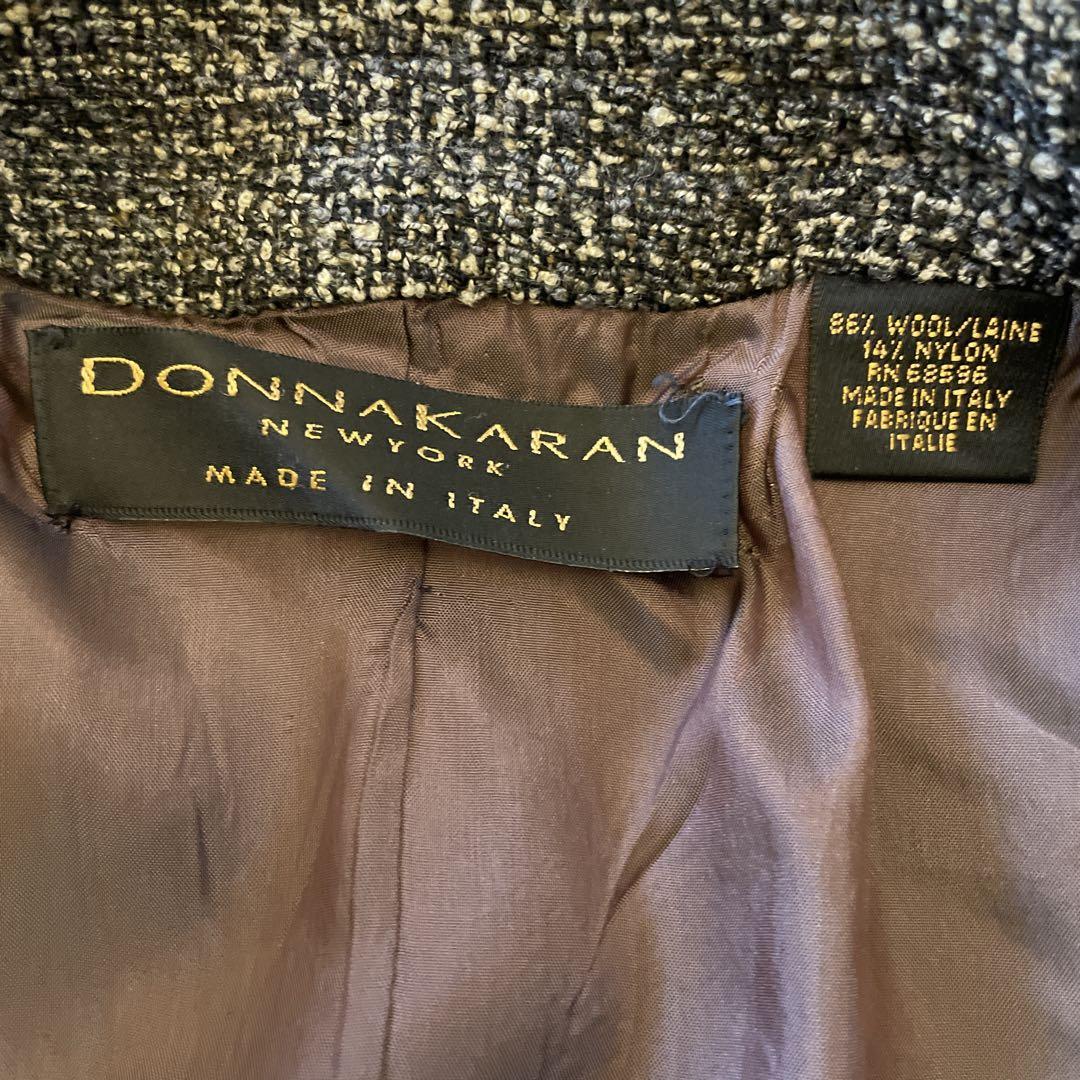 DONNAKARAN
NEWYORK
MADE IN ITALY
86% WOOL/LAINE
14% NYLON
RN 68596
MADE IN ITALY
FABRIQUE EN
ITALIE